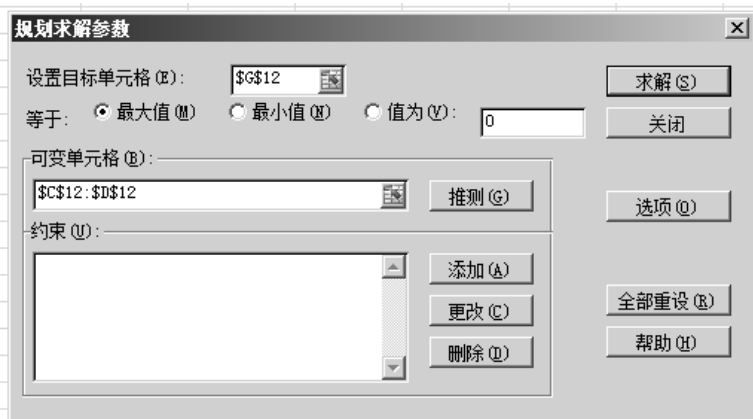 规划求解参数
设置目标单元格(E): $G$12 求解(S)
等于: 最大值(M) 最小值(N) 值为(V): 0 关闭
可变单元格(B):
$C$12:$D$12 推测(G) 选项(O)
约束(U):
添加(A)
更改(C) 全部重设(R)
删除(D) 帮助(H)